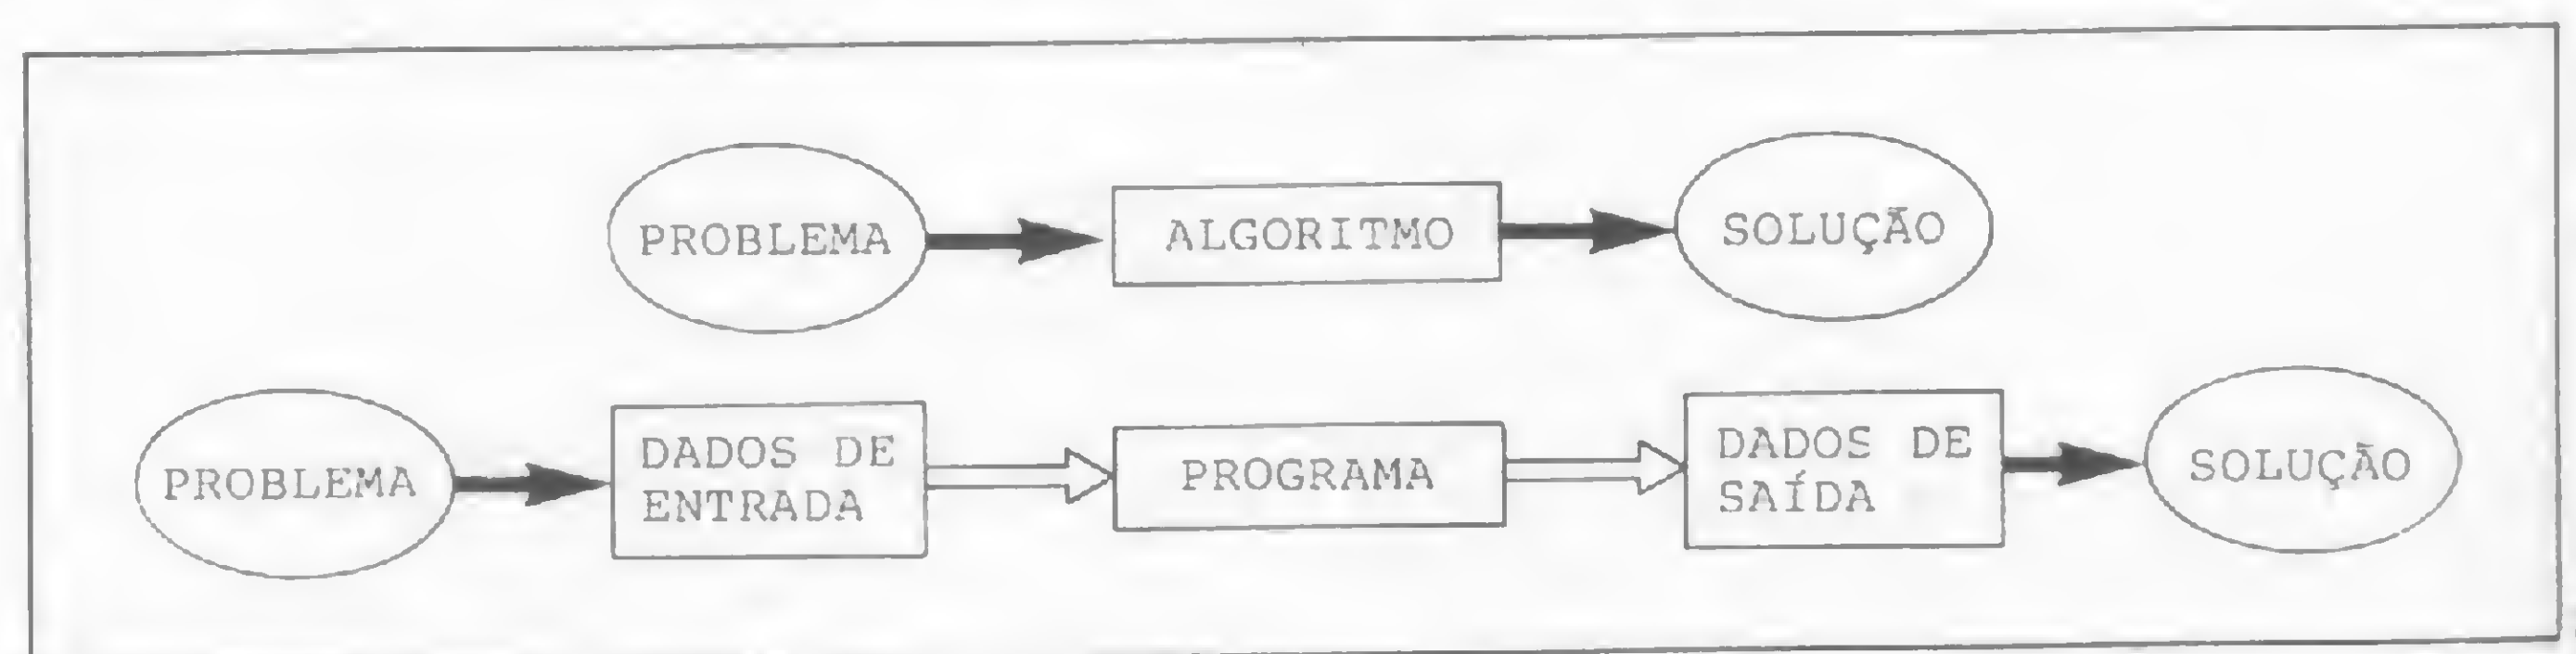 PROBLEMA ALGORITMO SOLUÇÃO
PROBLEMA
DADOS DE
ENTRADA
PROGRAMA
DADOS DE
SAÍDA
SOLUÇÃO